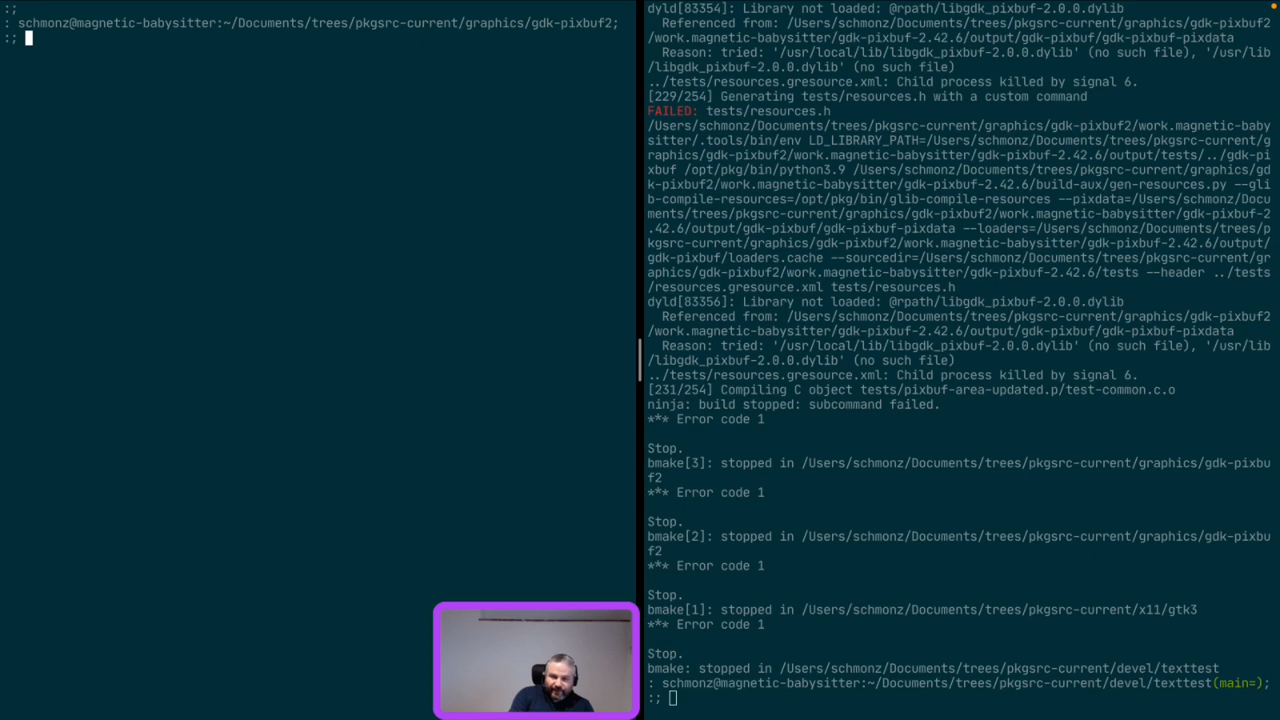 :;
: schmonz@magnetic-babysitter:~/Documents/trees/pkgsrc-current/graphics/gdk-pixbuf2;
:;
dyld[83354]: Library not loaded: @rpath/libgdk_pixbuf-2.0.0.dylib
  Referenced from: /Users/schmonz/Documents/trees/pkgsrc-current/graphics/gdk-pixbuf2
/work.magnetic-babysitter/gdk-pixbuf-2.42.6/output/gdk-pixbuf/gdk-pixbuf-pixdata
  Reason: tried: '/usr/local/lib/libgdk_pixbuf-2.0.0.dylib' (no such file), '/usr/lib
/libgdk_pixbuf-2.0.0.dylib' (no such file)
../tests/resources.gresource.xml: Child process killed by signal 6.
[229/254] Generating tests/resources.h with a custom command
FAILED: tests/resources.h
/Users/schmonz/Documents/trees/pkgsrc-current/graphics/gdk-pixbuf2/work.magnetic-baby
sitter/.tools/bin/env LD_LIBRARY_PATH=/Users/schmonz/Documents/trees/pkgsrc-current/g
raphics/gdk-pixbuf2/work.magnetic-babysitter/gdk-pixbuf-2.42.6/output/tests/../gdk-pi
xbuf /opt/pkg/bin/python3.9 /Users/schmonz/Documents/trees/pkgsrc-current/graphics/gd
k-pixbuf2/work.magnetic-babysitter/gdk-pixbuf-2.42.6/build-aux/gen-resources.py --gli
b-compile-resources=/opt/pkg/bin/glib-compile-resources --pixdata=/Users/schmonz/Docu
ments/trees/pkgsrc-current/graphics/gdk-pixbuf2/work.magnetic-babysitter/gdk-pixbuf-2
.42.6/output/gdk-pixbuf/gdk-pixbuf-pixdata --loaders=/Users/schmonz/Documents/trees/p
kgsrc-current/graphics/gdk-pixbuf2/work.magnetic-babysitter/gdk-pixbuf-2.42.6/output/
gdk-pixbuf/loaders.cache --sourcedir=/Users/schmonz/Documents/trees/pkgsrc-current/gr
aphics/gdk-pixbuf2/work.magnetic-babysitter/gdk-pixbuf-2.42.6/tests --header ../tests
/resources.gresource.xml tests/resources.h
dyld[83356]: Library not loaded: @rpath/libgdk_pixbuf-2.0.0.dylib
  Referenced from: /Users/schmonz/Documents/trees/pkgsrc-current/graphics/gdk-pixbuf2
/work.magnetic-babysitter/gdk-pixbuf-2.42.6/output/gdk-pixbuf/gdk-pixbuf-pixdata
  Reason: tried: '/usr/local/lib/libgdk_pixbuf-2.0.0.dylib' (no such file), '/usr/lib
/libgdk_pixbuf-2.0.0.dylib' (no such file)
../tests/resources.gresource.xml: Child process killed by signal 6.
[231/254] Compiling C object tests/pixbuf-area-updated.p/test-common.c.o
ninja: build stopped: subcommand failed.
*** Error code 1
Stop.
bmake[3]: stopped in /Users/schmonz/Documents/trees/pkgsrc-current/graphics/gdk-pixbu
f2
*** Error code 1
Stop.
bmake[2]: stopped in /Users/schmonz/Documents/trees/pkgsrc-current/graphics/gdk-pixbu
f2
*** Error code 1
Stop.
bmake[1]: stopped in /Users/schmonz/Documents/trees/pkgsrc-current/x11/gtk3
*** Error code 1
Stop.
bmake: stopped in /Users/schmonz/Documents/trees/pkgsrc-current/devel/texttest
: schmonz@magnetic-babysitter:~/Documents/trees/pkgsrc-current/devel/texttest(main=);
:;